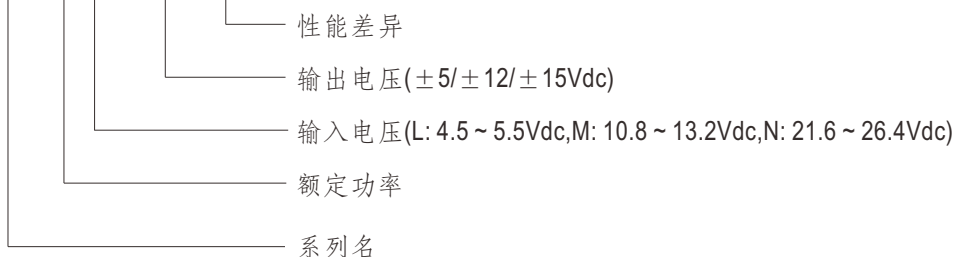 性能差异
输出电压(±5/±12/±15Vdc)
输入电压(L: 4.5~5.5Vdc,M: 10.8~13.2Vdc,N: 21.6~26.4Vdc)
额定功率
系列名